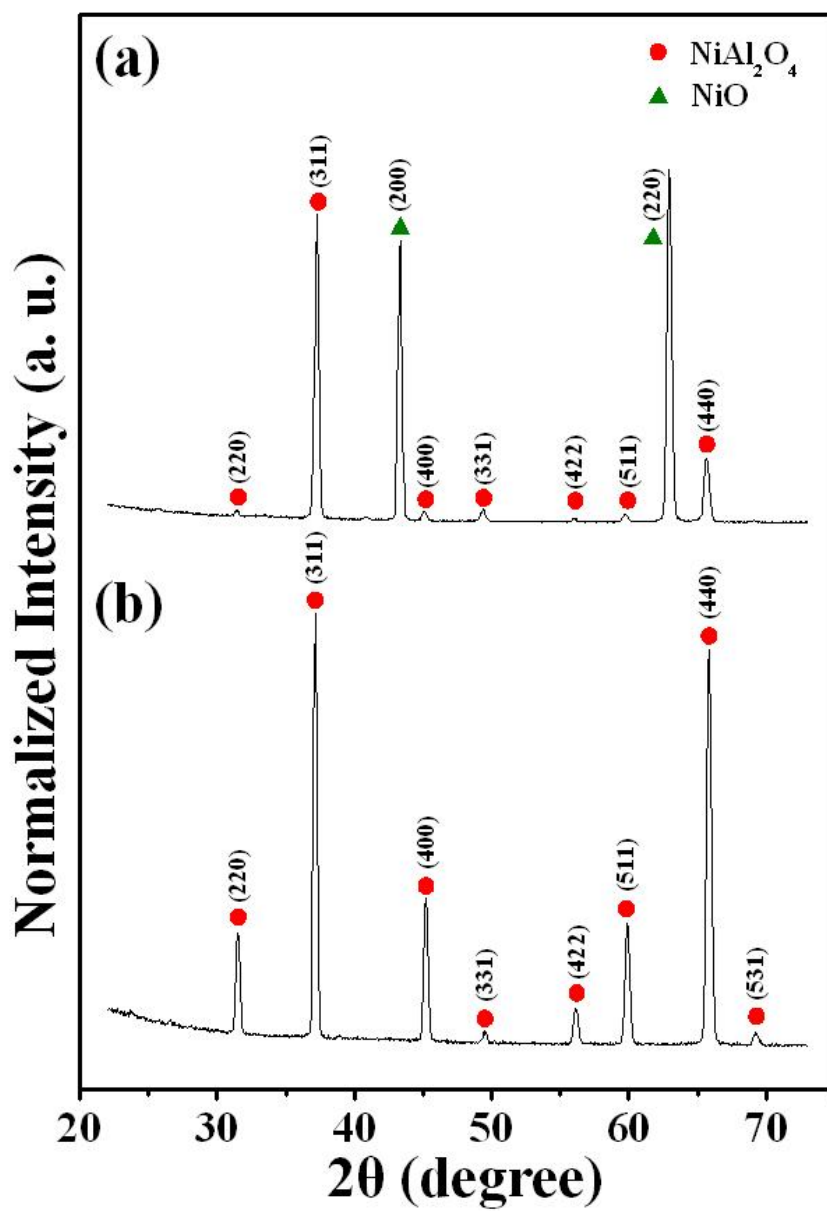 (a)
NiAl₂O₄
NiO
(220)
(311)
(200)
(400)
(331)
(422)
(511)
(220)
(440)
(b)
(220)
(311)
(400)
(331)
(422)
(511)
(440)
(531)
Normalized Intensity (a. u.)
20 30 40 50 60 70
2θ (degree)